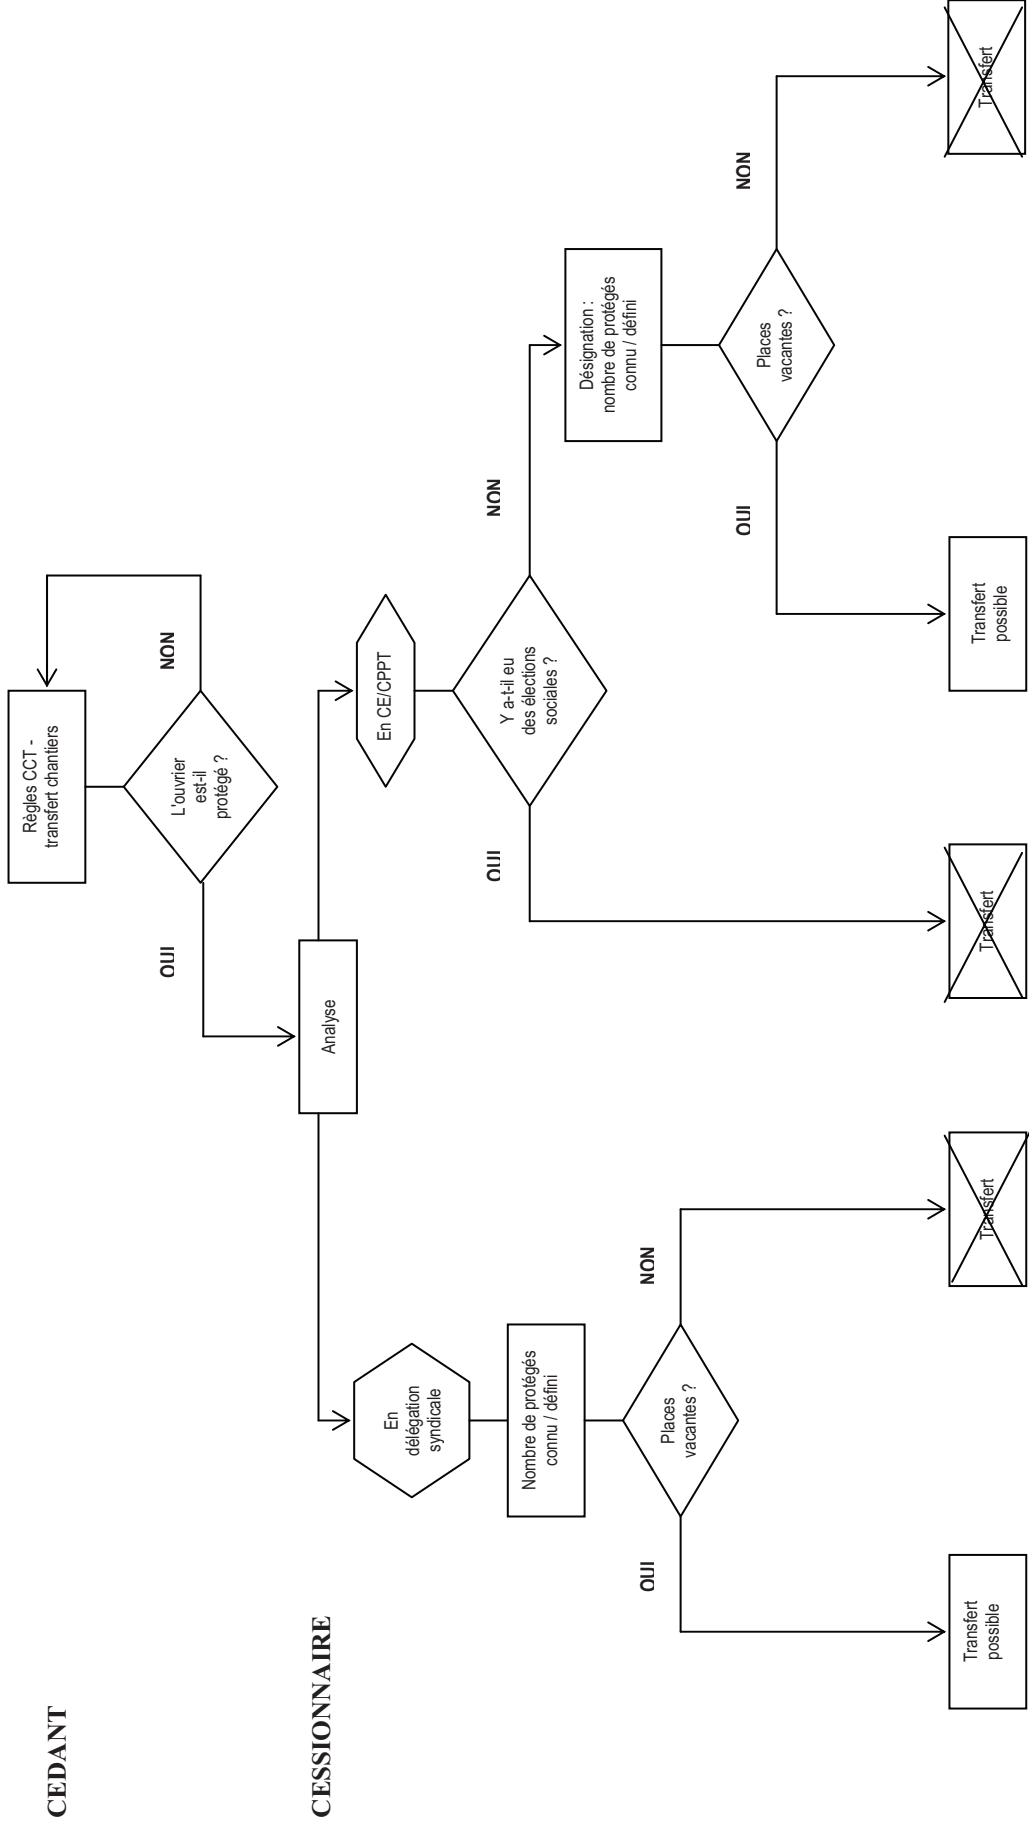 CEDANT
Règles CCT -
transfert chantiers
L'ouvrier
est-il
protégé ?
OUI
NON
CESSIONNAIRE
Analyse
En
délégation
syndicale
En CE/CPPT
Nombre de protégés
connu / défini
Y a-t-il eu
des élections
sociales ?
OUI
NON
Désignation :
nombre de protégés
connu / défini
Places
vacantes ?
OUI
NON
Places
vacantes ?
OUI
NON
Transfert
possible
Transfert
Transfert
Transfert
possible
Transfert